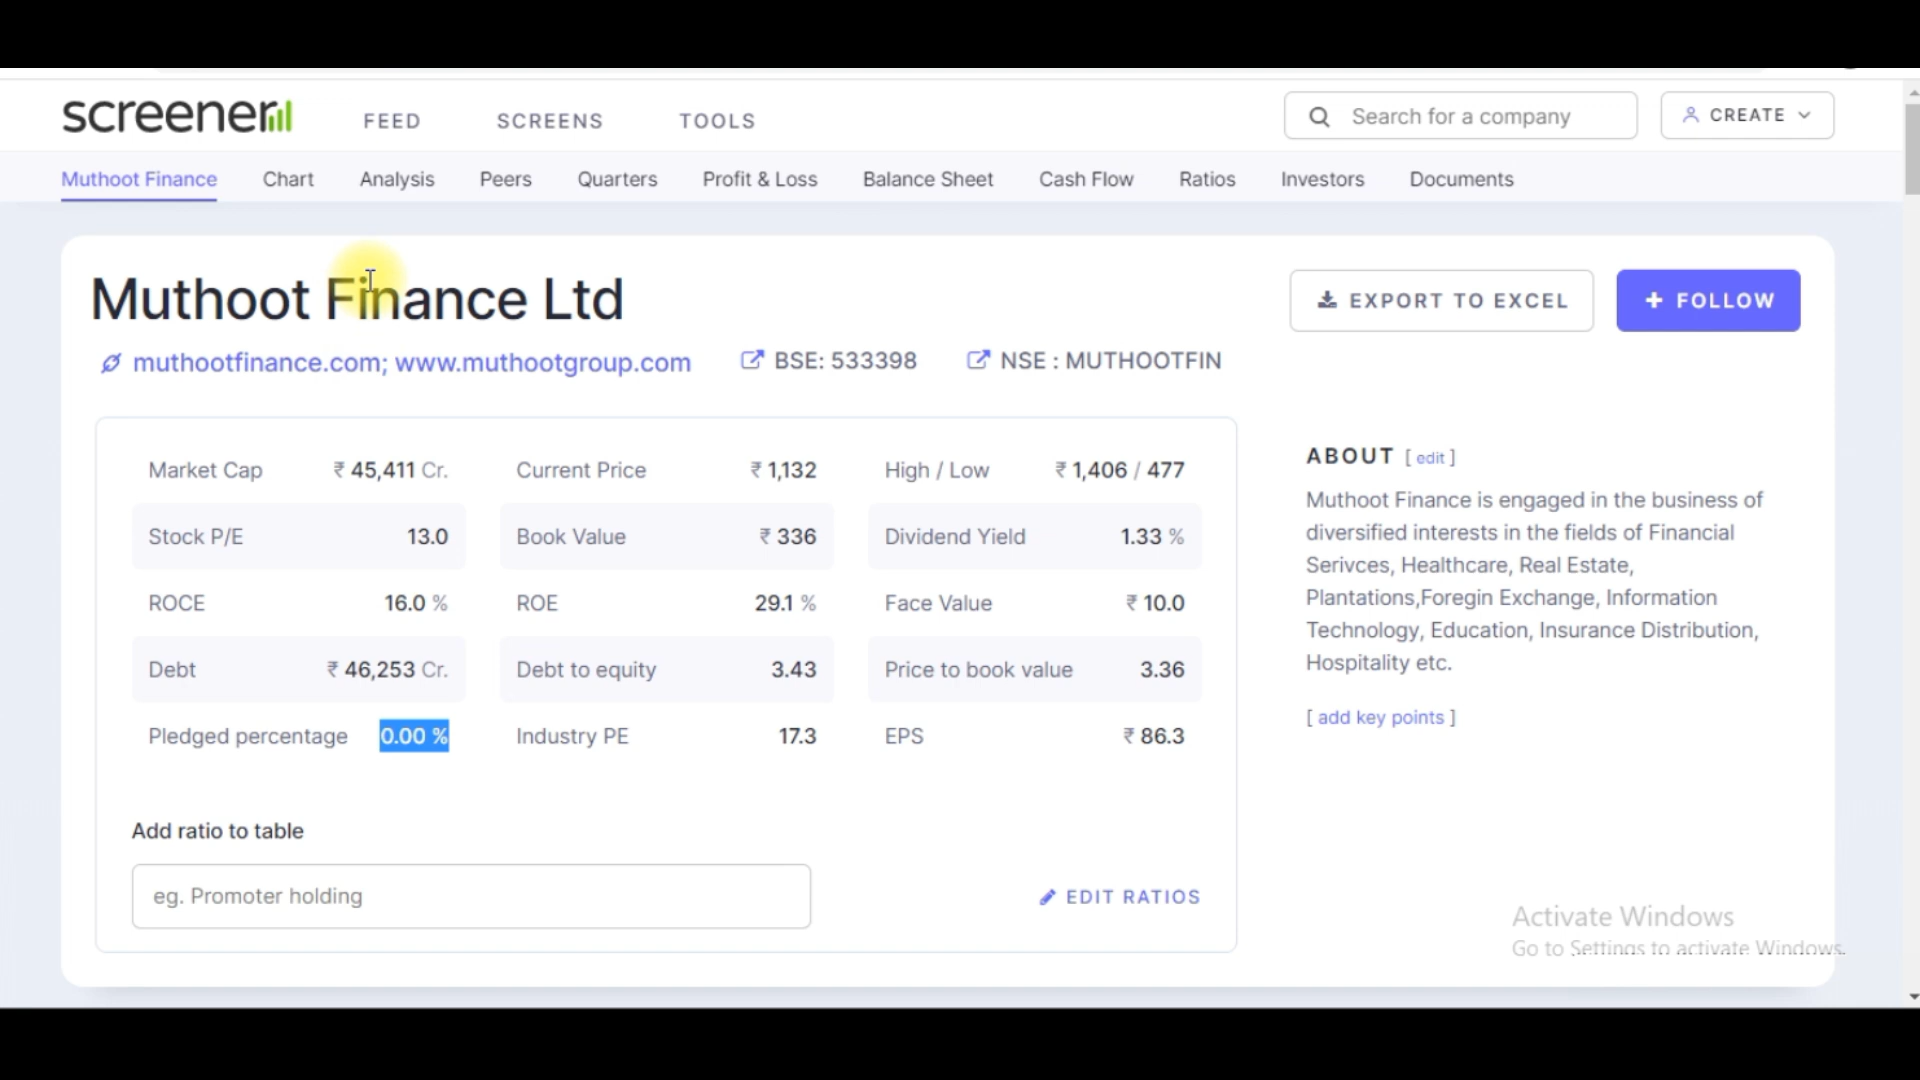 screener
FEED
SCREENS
TOOLS
Search for a company
CREATE
Muthoot Finance
Chart
Analysis
Peers
Quarters
Profit & Loss
Balance Sheet
Cash Flow
Ratios
Investors
Documents
Muthoot Finance Ltd
EXPORT TO EXCEL
+ FOLLOW
muthootfinance.com; www.muthootgroup.com
BSE: 533398
NSE : MUTHOOTFIN
Market Cap ₹ 45,411 Cr.
Current Price ₹ 1,132
High / Low ₹ 1,406 / 477
Stock P/E 13.0
Book Value ₹ 336
Dividend Yield 1.33 %
ROCE 16.0 %
ROE 29.1 %
Face Value ₹ 10.0
Debt ₹ 46,253 Cr.
Debt to equity 3.43
Price to book value 3.36
Pledged percentage 0.00 %
Industry PE 17.3
EPS ₹ 86.3
Add ratio to table
eg. Promoter holding
EDIT RATIOS
ABOUT [ edit ]
Muthoot Finance is engaged in the business of
diversified interests in the fields of Financial
Serivces, Healthcare, Real Estate,
Plantations,Foregin Exchange, Information
Technology, Education, Insurance Distribution,
Hospitality etc.
[ add key points ]
Activate Windows
Go to Settings to activate Windows.